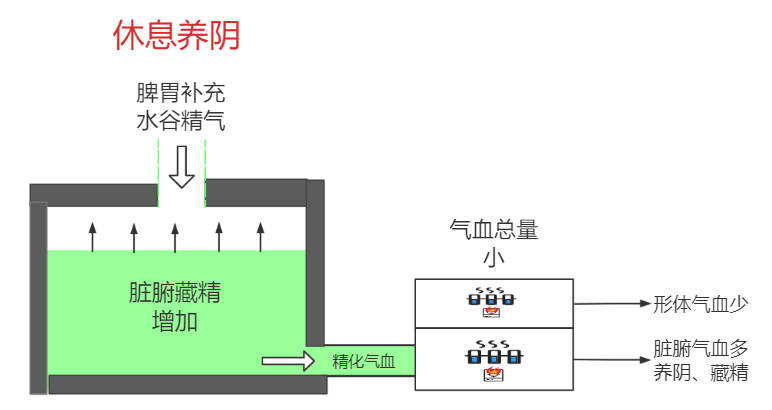 休息养阴
脾胃补充
水谷精气
气血总量
小
脏腑藏精
增加
精化气血
形体气血少
脏腑气血多
养阴、藏精